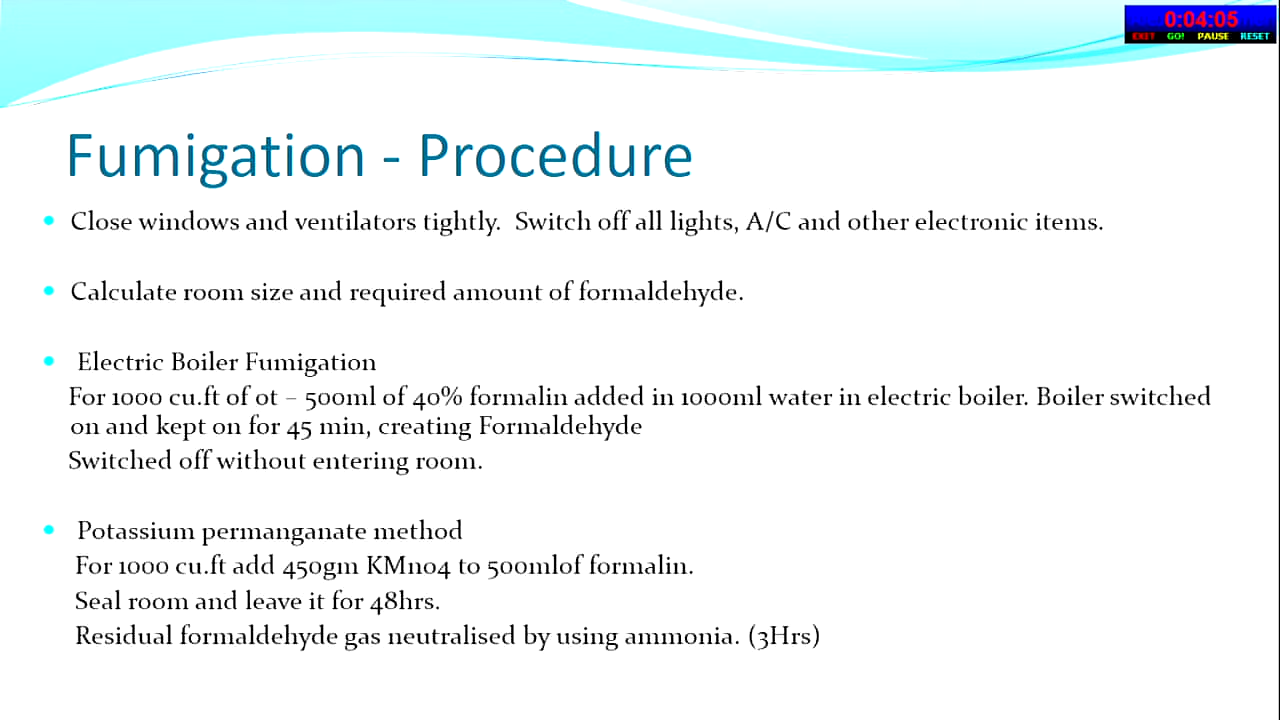 0:04:05
EXIT GO! PAUSE RESET
Fumigation - Procedure
Close windows and ventilators tightly. Switch off all lights, A/C and other electronic items.
Calculate room size and required amount of formaldehyde.
Electric Boiler Fumigation
For 1000 cu.ft of ot – 500ml of 40% formalin added in 1000ml water in electric boiler. Boiler switched
on and kept on for 45 min, creating Formaldehyde
Switched off without entering room.
Potassium permanganate method
For 1000 cu.ft add 450gm KMno4 to 500mlof formalin.
Seal room and leave it for 48hrs.
Residual formaldehyde gas neutralised by using ammonia. (3Hrs)